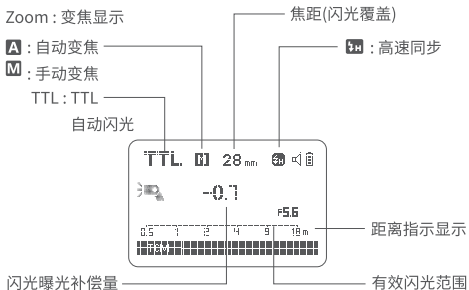 Zoom : 变焦显示
焦距(闪光覆盖)
A : 自动变焦
H : 高速同步
M : 手动变焦
TTL : TTL
自动闪光
TTL 28mm
-0.7
F5.6
0.5 1 2 4 9 18 m
距离指示显示
闪光曝光补偿量
有效闪光范围